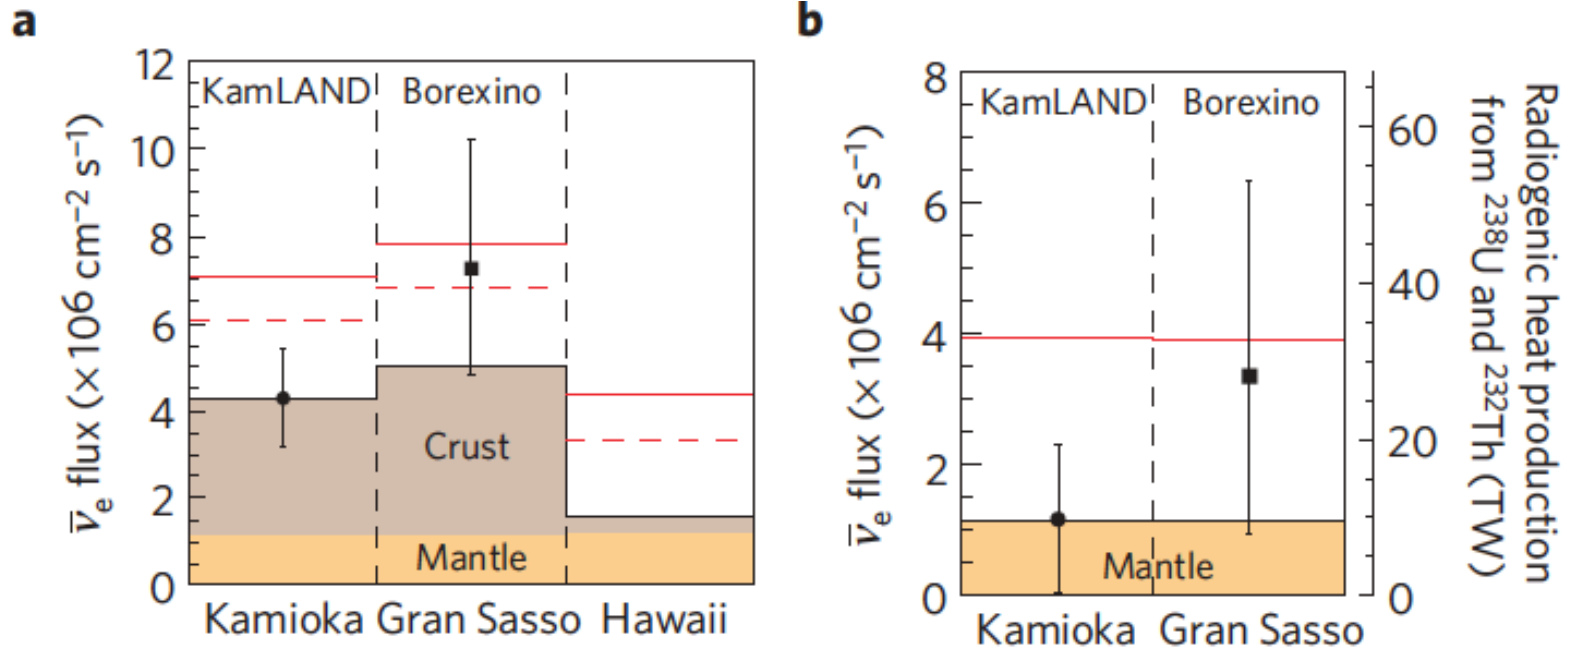 a
12
10
8
6
4
2
0
ν̅e flux (× 106 cm⁻² s⁻¹)
KamLAND
Borexino
Crust
Mantle
Kamioka
Gran Sasso
Hawaii
b
8
6
4
2
0
ν̅e flux (× 106 cm⁻² s⁻¹)
KamLAND
Borexino
Mantle
Kamioka
Gran Sasso
60
40
20
0
Radiogenic heat production
from ²³⁸U and ²³²Th (TW)